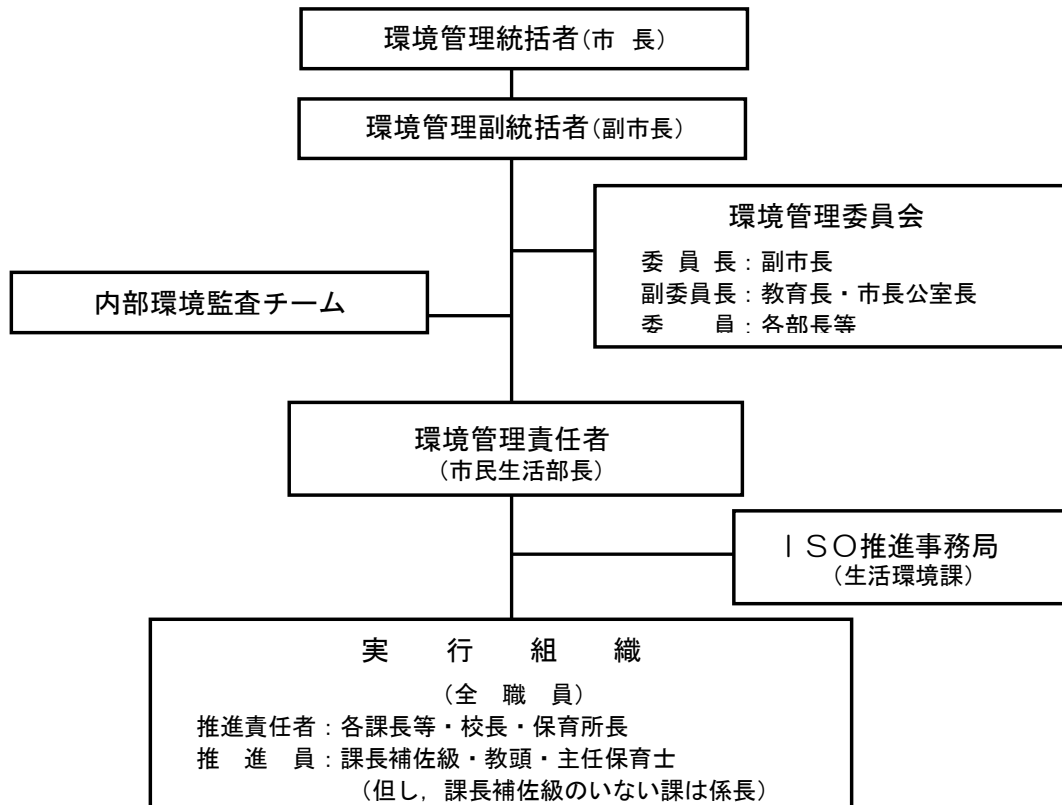 環境管理統括者(市 長)
環境管理副統括者(副市長)
環境管理委員会
委 員 長：副市長
副委員長：教育長・市長公室長
委　　員：各部長等
内部環境監査チーム
環境管理責任者
(市民生活部長)
ＩＳＯ推進事務局
(生活環境課)
実　行　組　織
(全　職　員)
推進責任者：各課長等・校長・保育所長
推　進　員：課長補佐級・教頭・主任保育士
(但し，課長補佐級のいない課は係長)